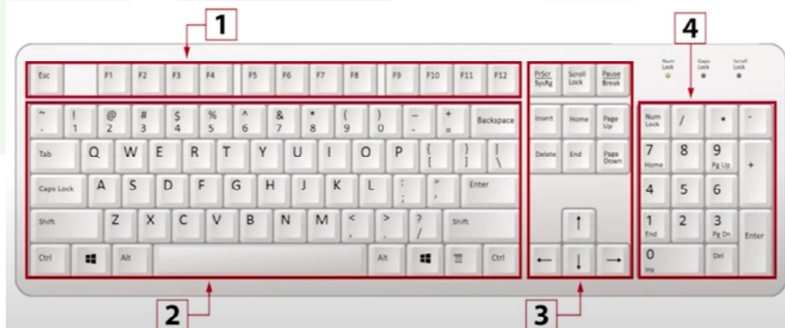 1
4
Num Lock Caps Lock Scroll Lock
Esc F1 F2 F3 F4 F5 F6 F7 F8 F9 F10 F11 F12
PrScr SysRq Scroll Lock Pause Break
~ ! @ # $ % ^ & * ( ) - +
` 1 2 3 4 5 6 7 8 9 0 = Backspace
Insert Home Page Up
Num Lock / * -
Tab Q W E R T Y U I O P { } |
[ ] \
Delete End Page Down
7 8 9 +
Home Pg Up
Caps Lock A S D F G H J K L : " Enter
; ,
4 5 6
Shift Z X C V B N M < > ? Shift
, . /
↑
1 2 3 Enter
End Pg Dn
Ctrl Alt Alt Ctrl
← ↓ →
0 Del
Ins
2
3